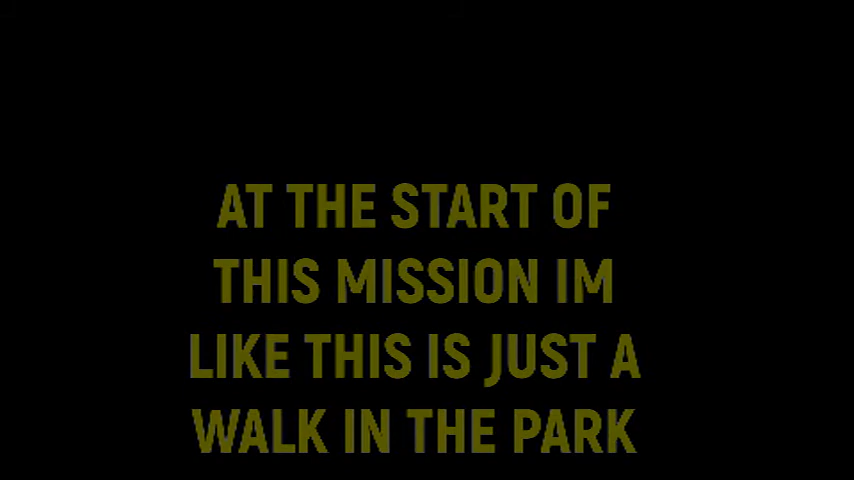 AT THE START OF
THIS MISSION IM
LIKE THIS IS JUST A
WALK IN THE PARK